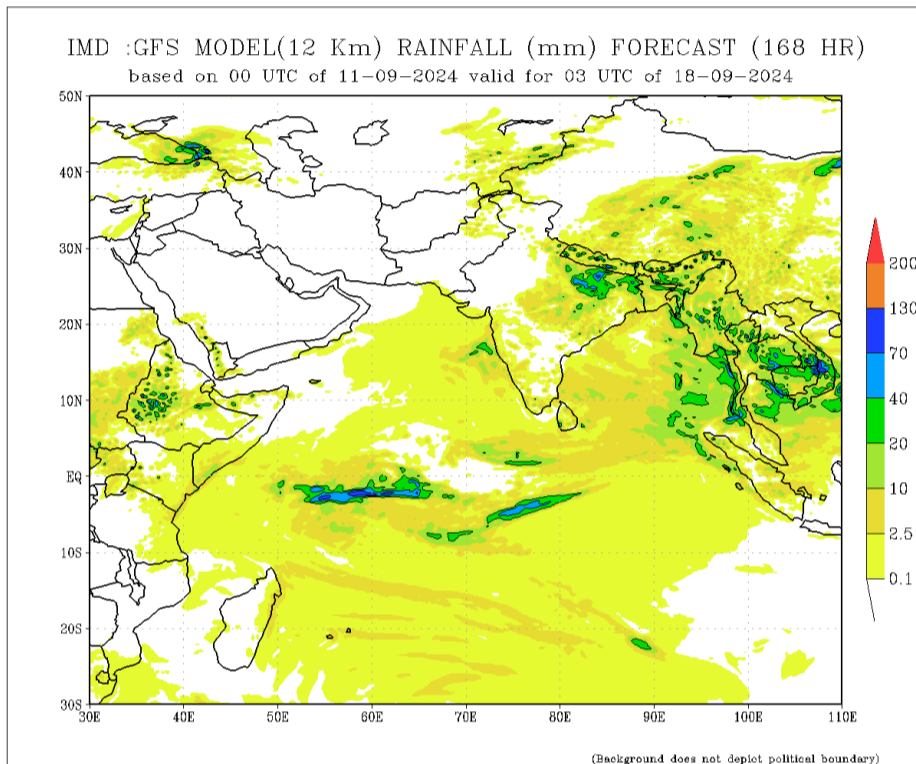 IMD :GFS MODEL(12 Km) RAINFALL (mm) FORECAST (168 HR)
based on 00 UTC of 11-09-2024 valid for 03 UTC of 18-09-2024
50N
40N
30N
20N
10N
EQ
10S
20S
30S
30E 40E 50E 60E 70E 80E 90E 100E 110E
200
130
70
40
20
10
2.5
0.1
(Background does not depict political boundary)